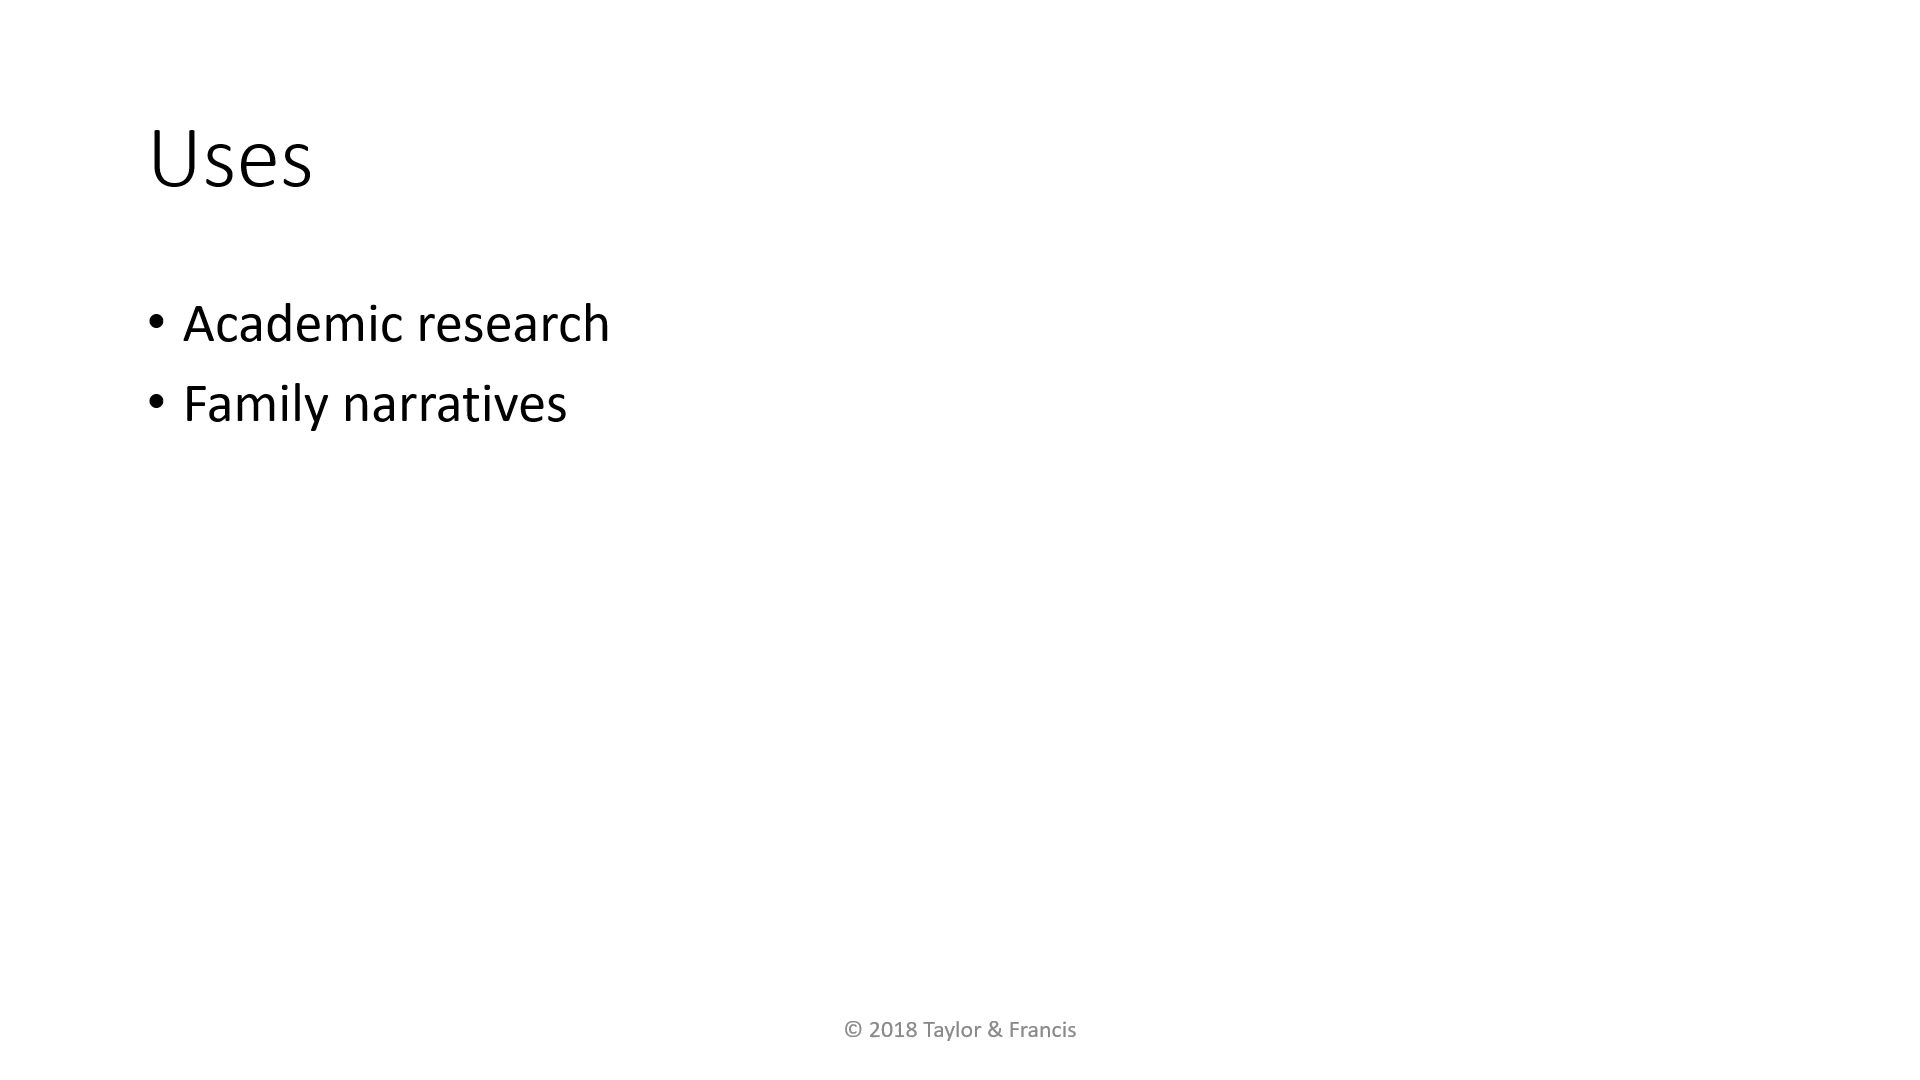 Uses
• Academic research
• Family narratives
© 2018 Taylor & Francis